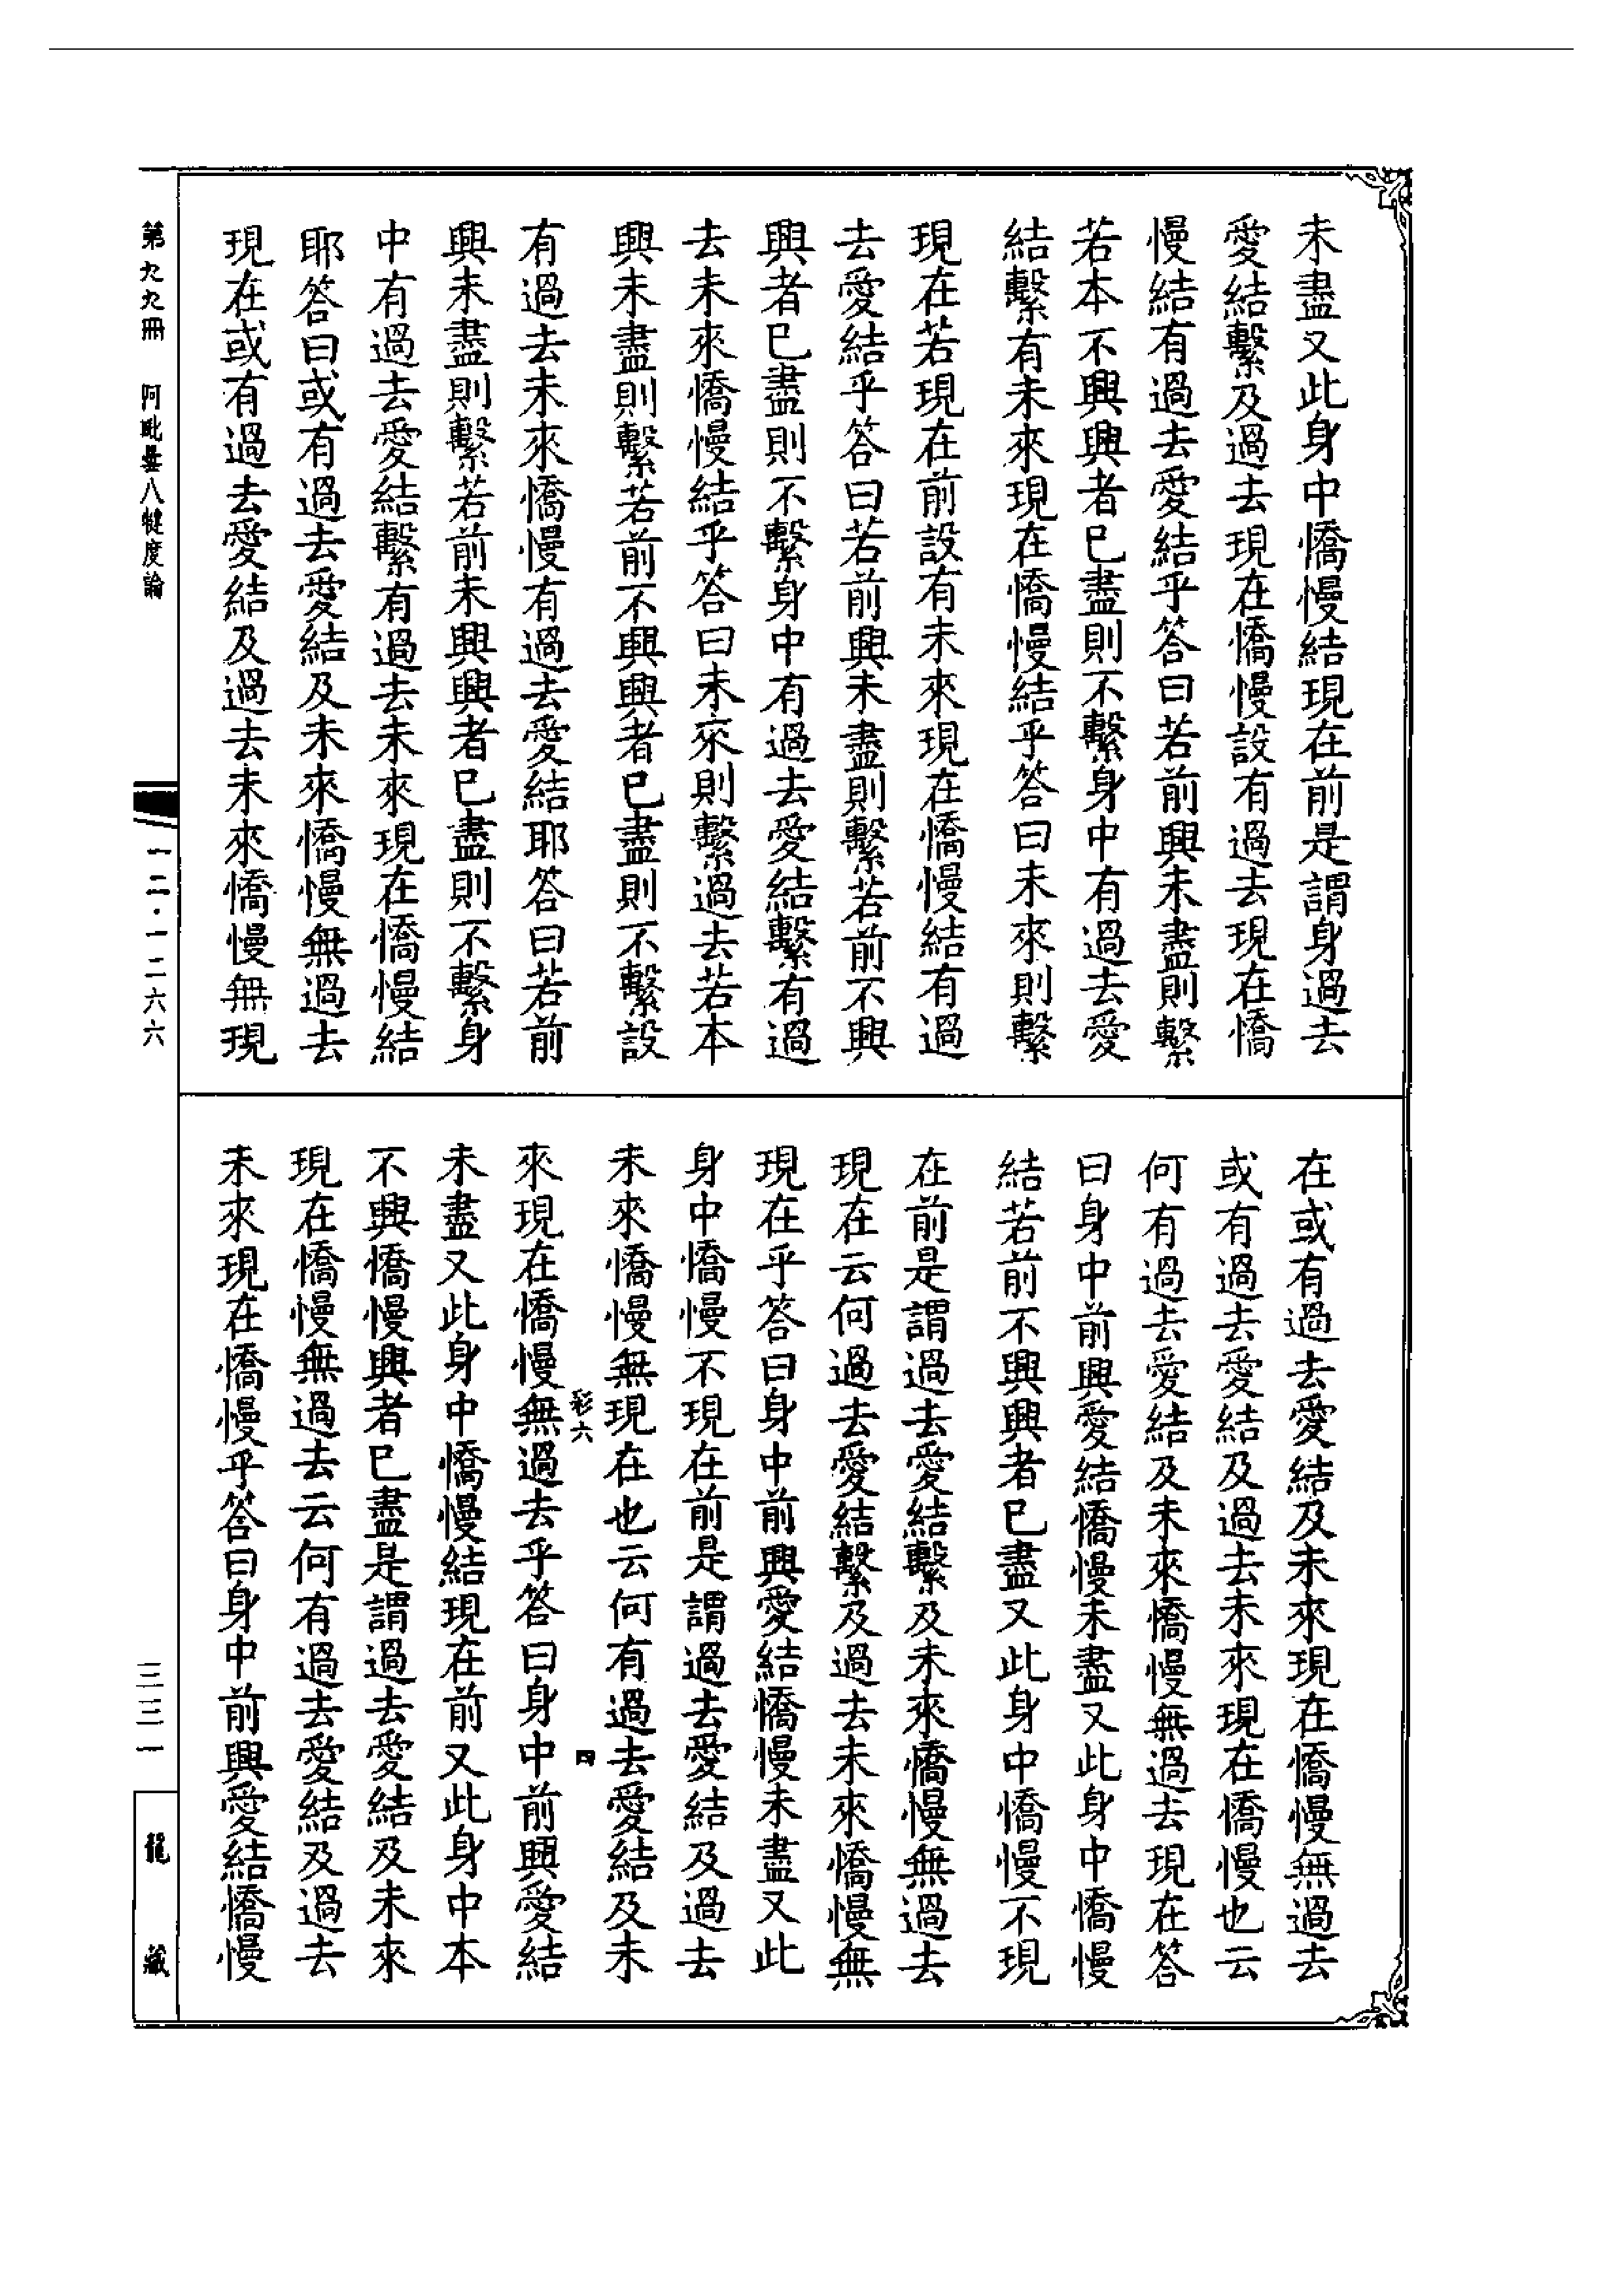 未盡又此身中憍慢結現在前是謂身過去
愛結繫及過去現在憍慢設有過去現在憍
慢結有過去愛結乎答曰若前興未盡則繫
若本不興興者已盡則不繫身中有過去愛
結繫有未來現在憍慢結乎答曰未來則繫
現在若現在前設有未來現在憍慢結有過
去愛結乎答曰若前興未盡則繫若前不興
興者已盡則不繫身中有過去愛結繫有過
去未來憍慢結乎答曰未來則繫過去若本
興未盡則繫若前不興興者已盡則不繫設
有過去未來憍慢有過去愛結耶答曰若前
興未盡則繫若前未興興者已盡則不繫身
中有過去愛結繫有過去未來現在憍慢結
耶答曰或有過去愛結及未來憍慢無過去
現在或有過去愛結及過去未來憍慢無現
在或有過去愛結及未來現在憍慢無過去
或有過去愛結及過去未來現在憍慢也云
何有過去愛結及未來憍慢無過去現在答
曰身中前興愛結憍慢未盡又此身中憍慢
結若前不興興者已盡又此身中憍慢不現
在前是謂過去愛結繫及未來憍慢無過去
現在云何過去愛結繫及過去未來憍慢無
現在乎答曰身中前興愛結憍慢未盡又此
身中憍慢不現在前是謂過去愛結及過去
未來憍慢無現在也云何有過去愛結及未
來現在憍慢無過去乎答曰身中前興愛結
未盡又此身中憍慢結現在前又此身中本
不興憍慢興者已盡是謂過去愛結及未來
現在憍慢無過去云何有過去愛結及過去
未來現在憍慢乎答曰身中前興愛結憍慢
彩六
四
第九九冊 阿毗曇八犍度論
一二·一二六六
三三一
龍藏